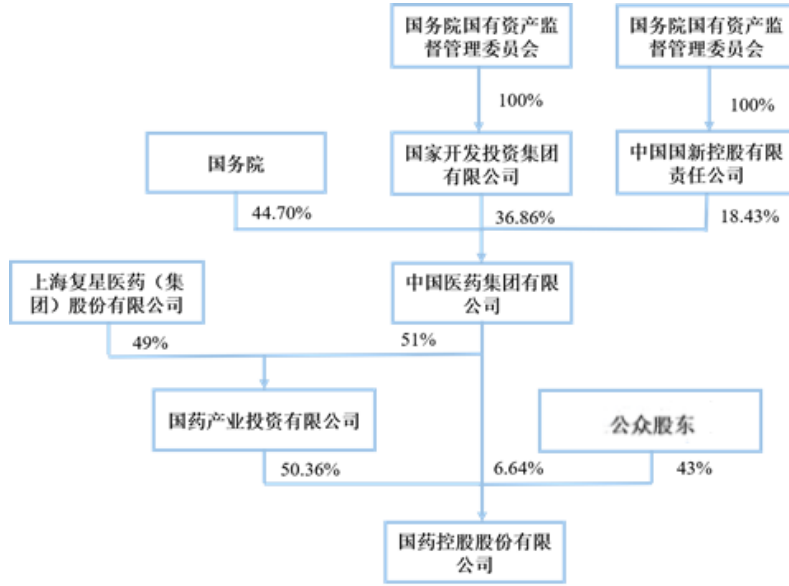 国务院国有资产监
督管理委员会
国务院国有资产监
督管理委员会
100%
100%
国务院
国家开发投资集团
有限公司
中国国新控股有限
责任公司
44.70%
36.86%
18.43%
上海复星医药（集
团）股份有限公司
中国医药集团有限
公司
49%
51%
国药产业投资有限公司
公众股东
50.36%
6.64%
43%
国药控股股份有限
公司